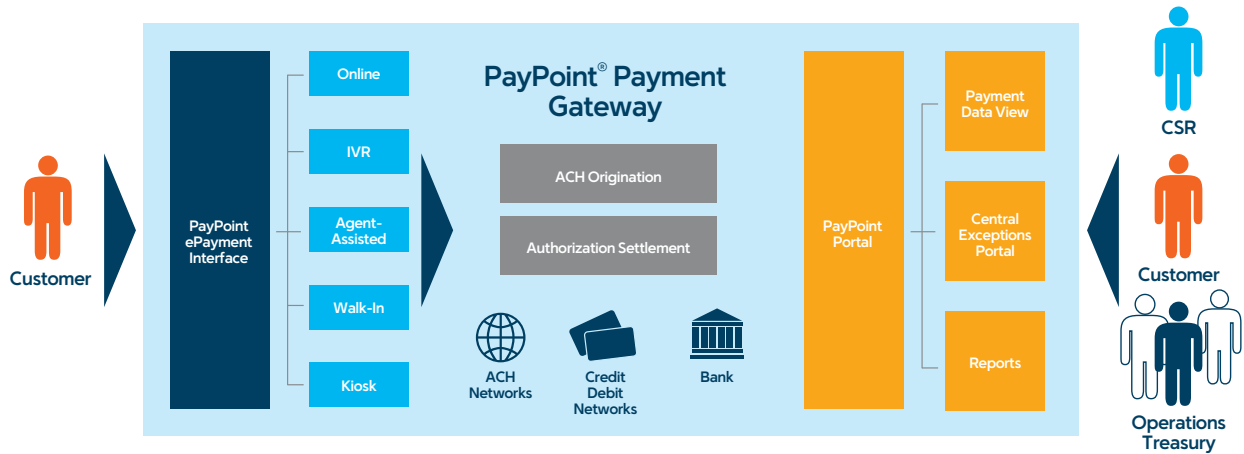 Customer
PayPoint
ePayment
Interface
Online
IVR
Agent-
Assisted
Walk-In
Kiosk
PayPoint® Payment
Gateway
ACH Origination
Authorization Settlement
ACH
Networks
Credit
Debit
Networks
Bank
PayPoint
Portal
Payment
Data View
Central
Exceptions
Portal
Reports
CSR
Customer
Operations
Treasury